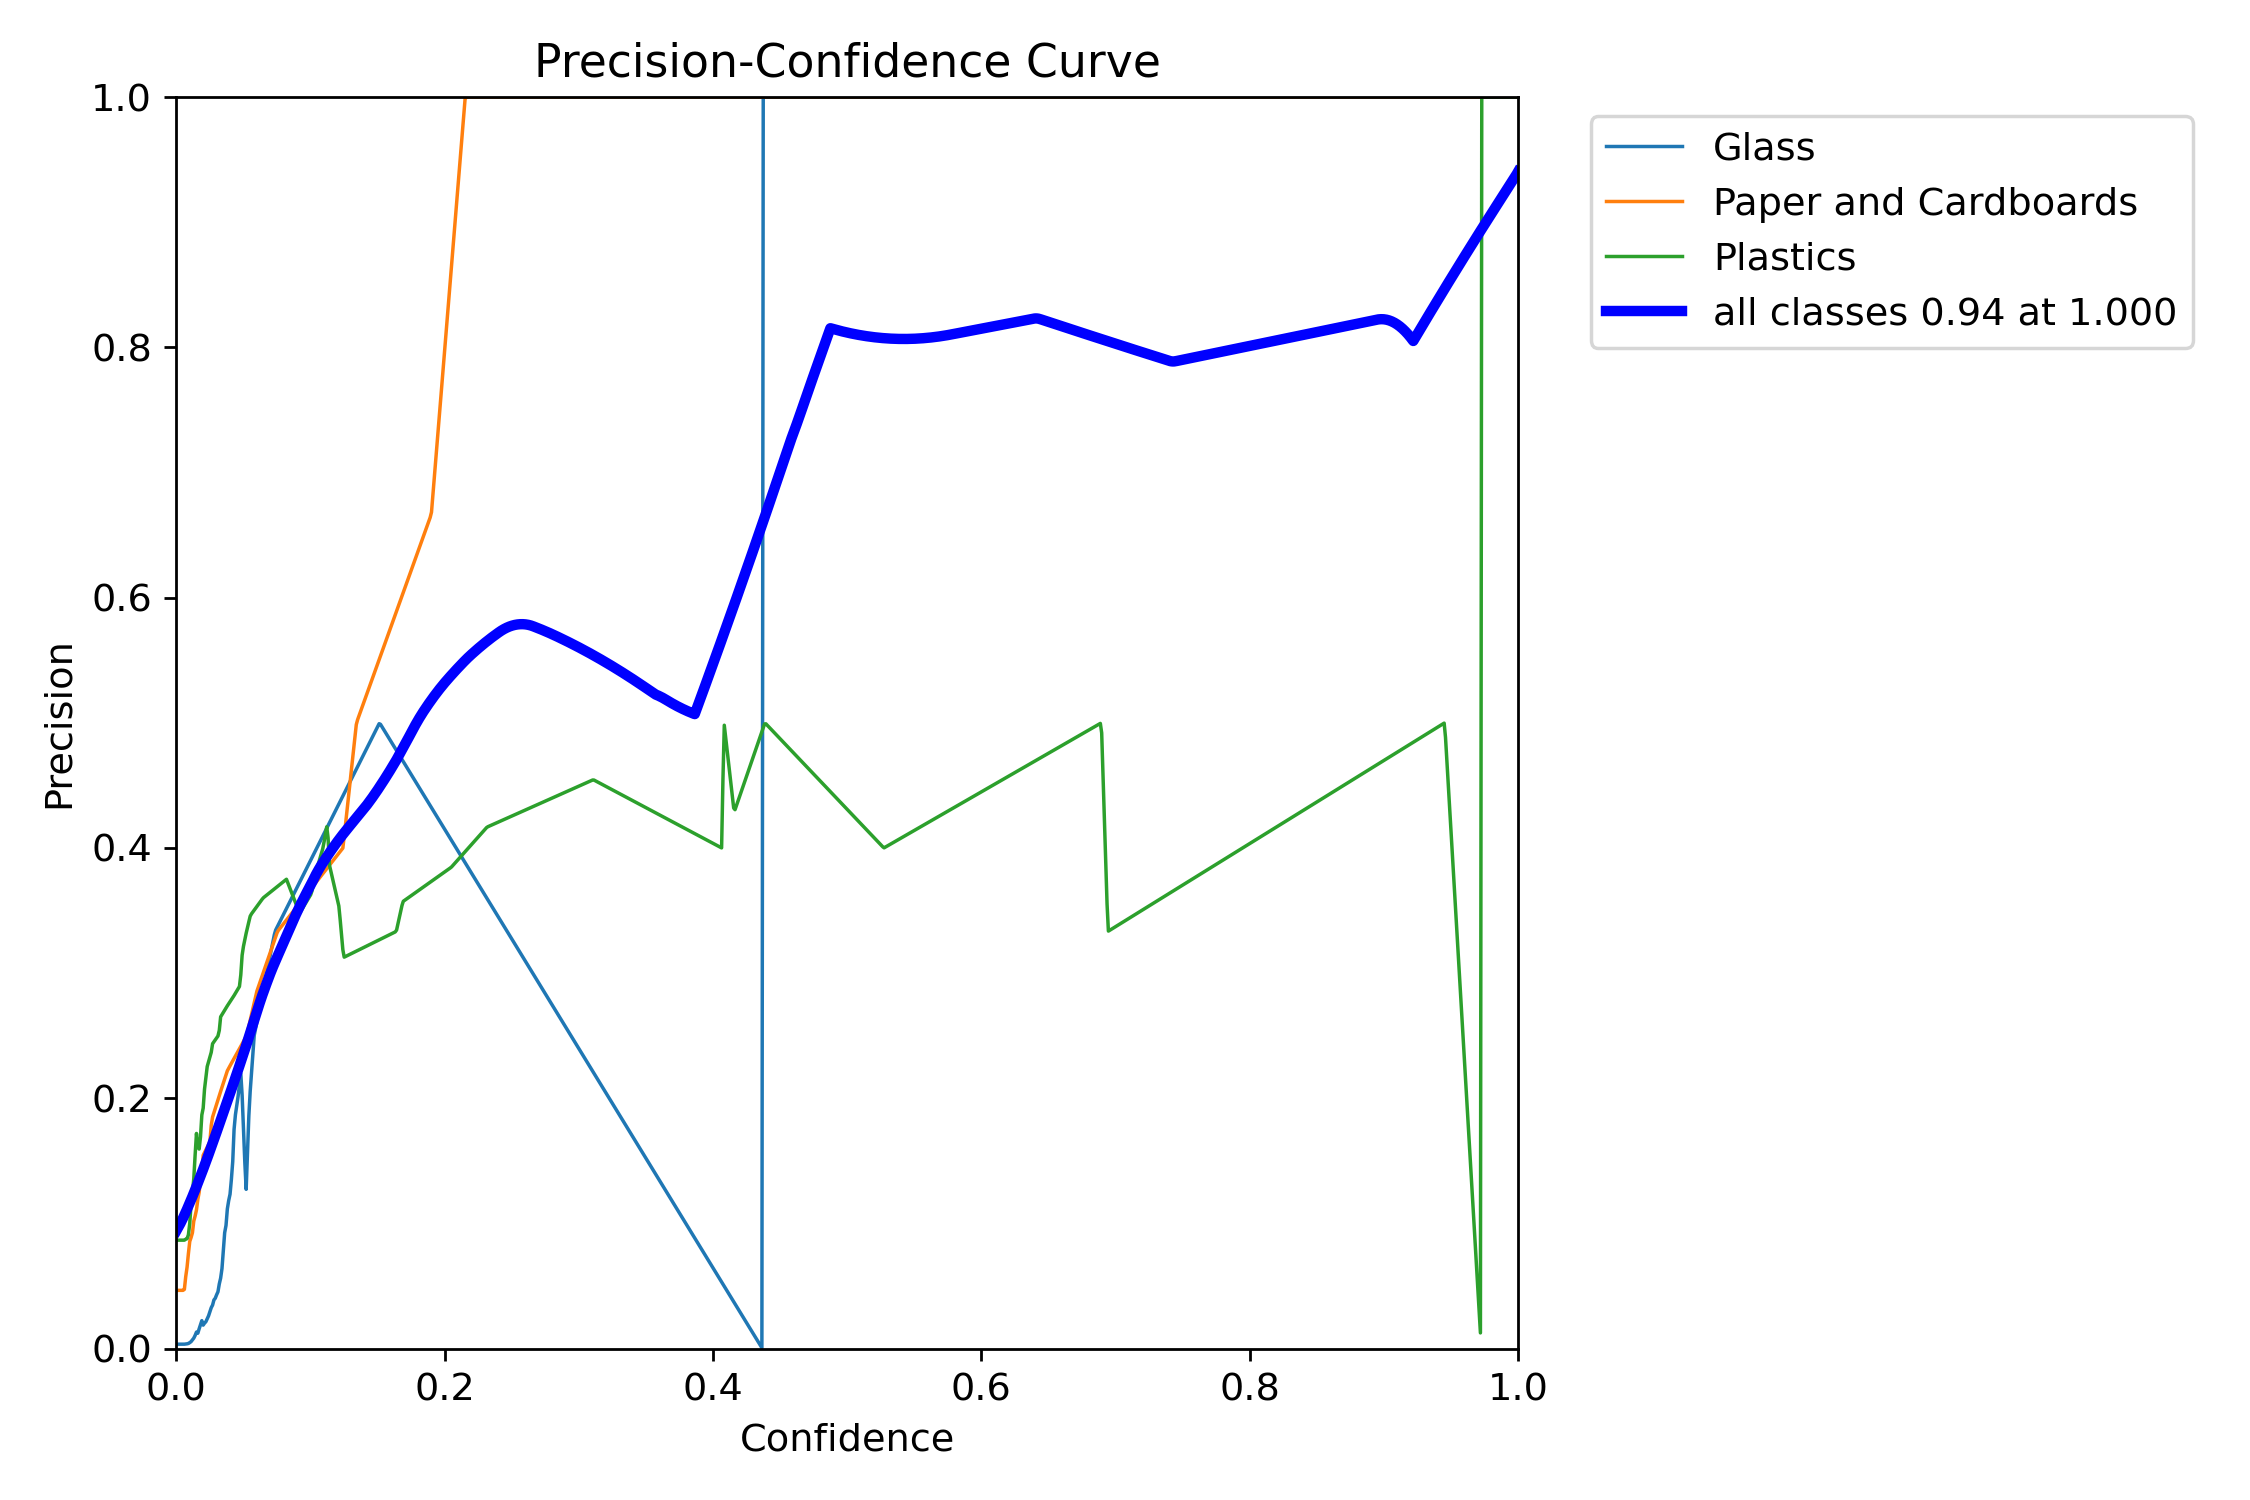 Precision-Confidence Curve
1.0
0.8
0.6
0.4
0.2
0.0
Precision
0.0 0.2 0.4 0.6 0.8 1.0
Confidence
Glass
Paper and Cardboards
Plastics
all classes 0.94 at 1.000